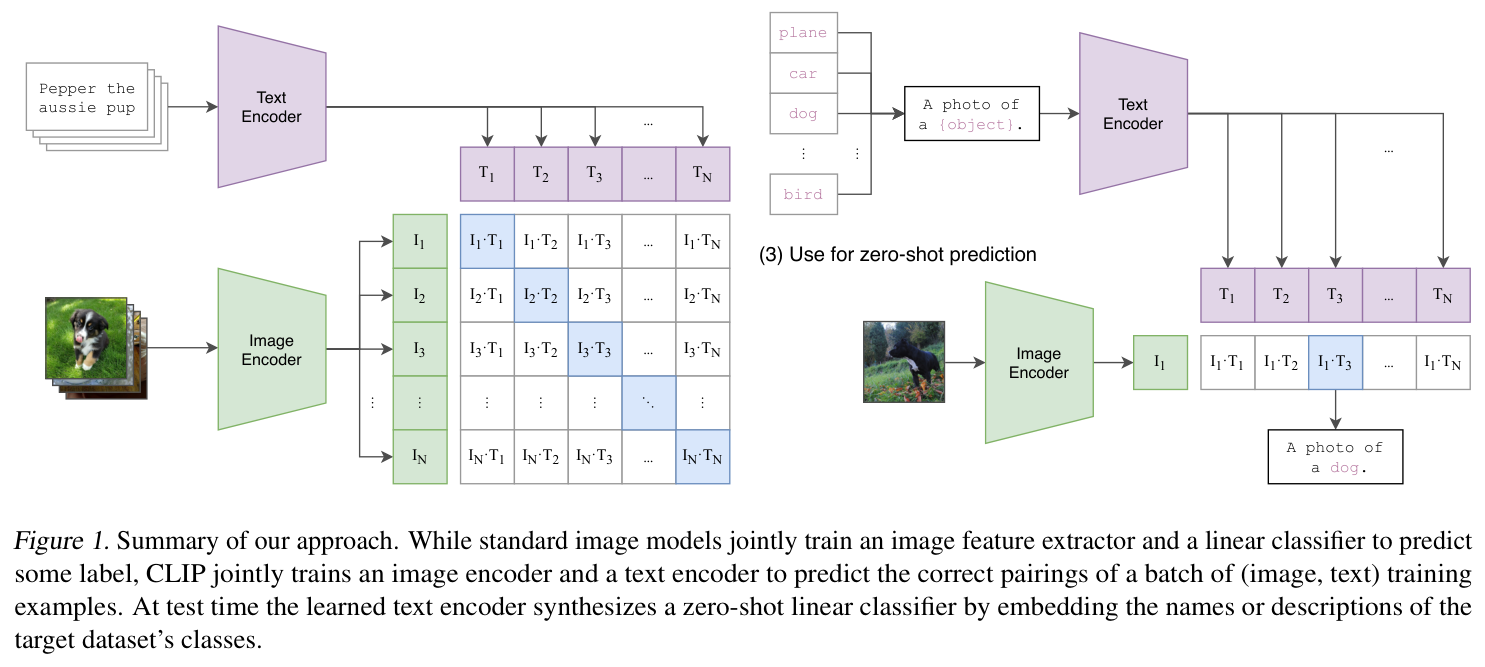 Pepper the
aussie pup
Text
Encoder
...
T1 T2 T3 ... TN
I1 I1·T1 I1·T2 I1·T3 ... I1·TN
I2 I2·T1 I2·T2 I2·T3 ... I2·TN
I3 I3·T1 I3·T2 I3·T3 ... I3·TN
⋮ ⋮ ⋮ ⋮ ⋮ ⋱ ⋮
IN IN·T1 IN·T2 IN·T3 ... IN·TN
Image
Encoder
plane
car
dog
⋮ ⋮
bird
A photo of
a {object}.
Text
Encoder
...
(3) Use for zero-shot prediction
T1 T2 T3 ... TN
Image
Encoder
I1 I1·T1 I1·T2 I1·T3 ... I1·TN
A photo of
a dog.
Figure 1. Summary of our approach. While standard image models jointly train an image feature extractor and a linear classifier to predict
some label, CLIP jointly trains an image encoder and a text encoder to predict the correct pairings of a batch of (image, text) training
examples. At test time the learned text encoder synthesizes a zero-shot linear classifier by embedding the names or descriptions of the
target dataset's classes.